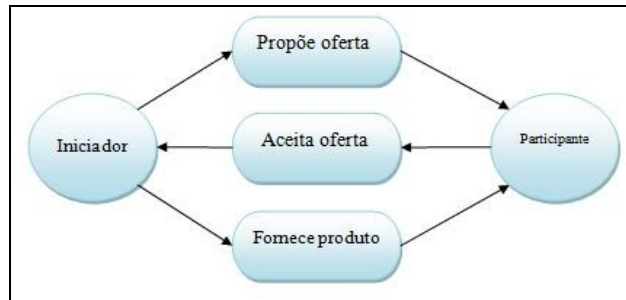 Propõe oferta
Iniciador
Aceita oferta
Participante
Fornece produto